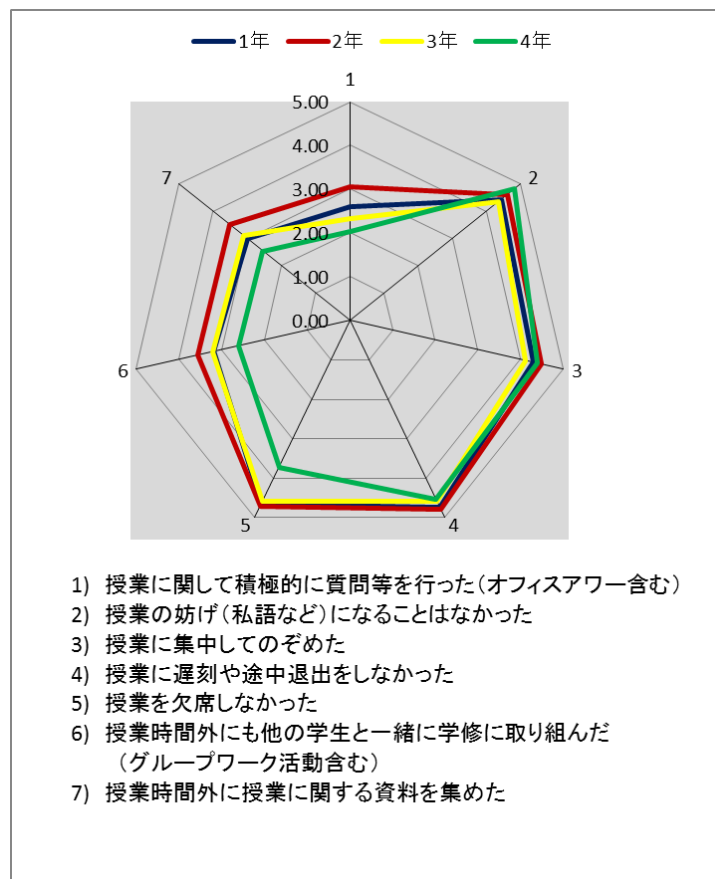 1年 2年 3年 4年
1
5.00
4.00
7
2
3.00
2.00
1.00
0.00
6
3
5
4
1) 授業に関して積極的に質問等を行った（オフィスアワー含む）
2) 授業の妨げ（私語など）になることはなかった
3) 授業に集中してのぞめた
4) 授業に遅刻や途中退出をしなかった
5) 授業を欠席しなかった
6) 授業時間外にも他の学生と一緒に学修に取り組んだ
（グループワーク活動含む）
7) 授業時間外に授業に関する資料を集めた